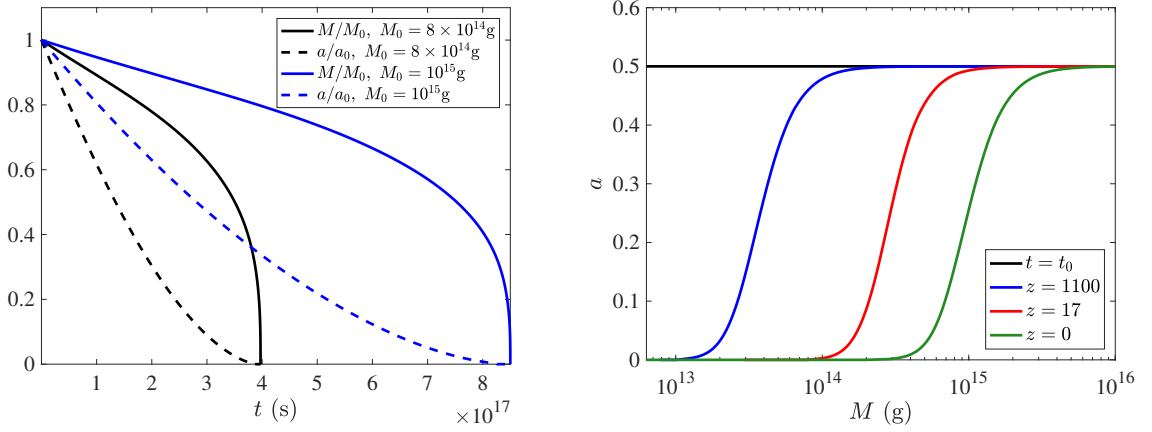 M/M₀, M₀ = 8 × 10¹⁴g
a/a₀, M₀ = 8 × 10¹⁴g
M/M₀, M₀ = 10¹⁵g
a/a₀, M₀ = 10¹⁵g
1
0.8
0.6
0.4
0.2
0
1 2 3 4 5 6 7 8
×10¹⁷
t (s)
0.6
0.5
0.4
0.3
0.2
0.1
0
a
t = t₀
z = 1100
z = 17
z = 0
10¹³ 10¹⁴ 10¹⁵ 10¹⁶
M (g)